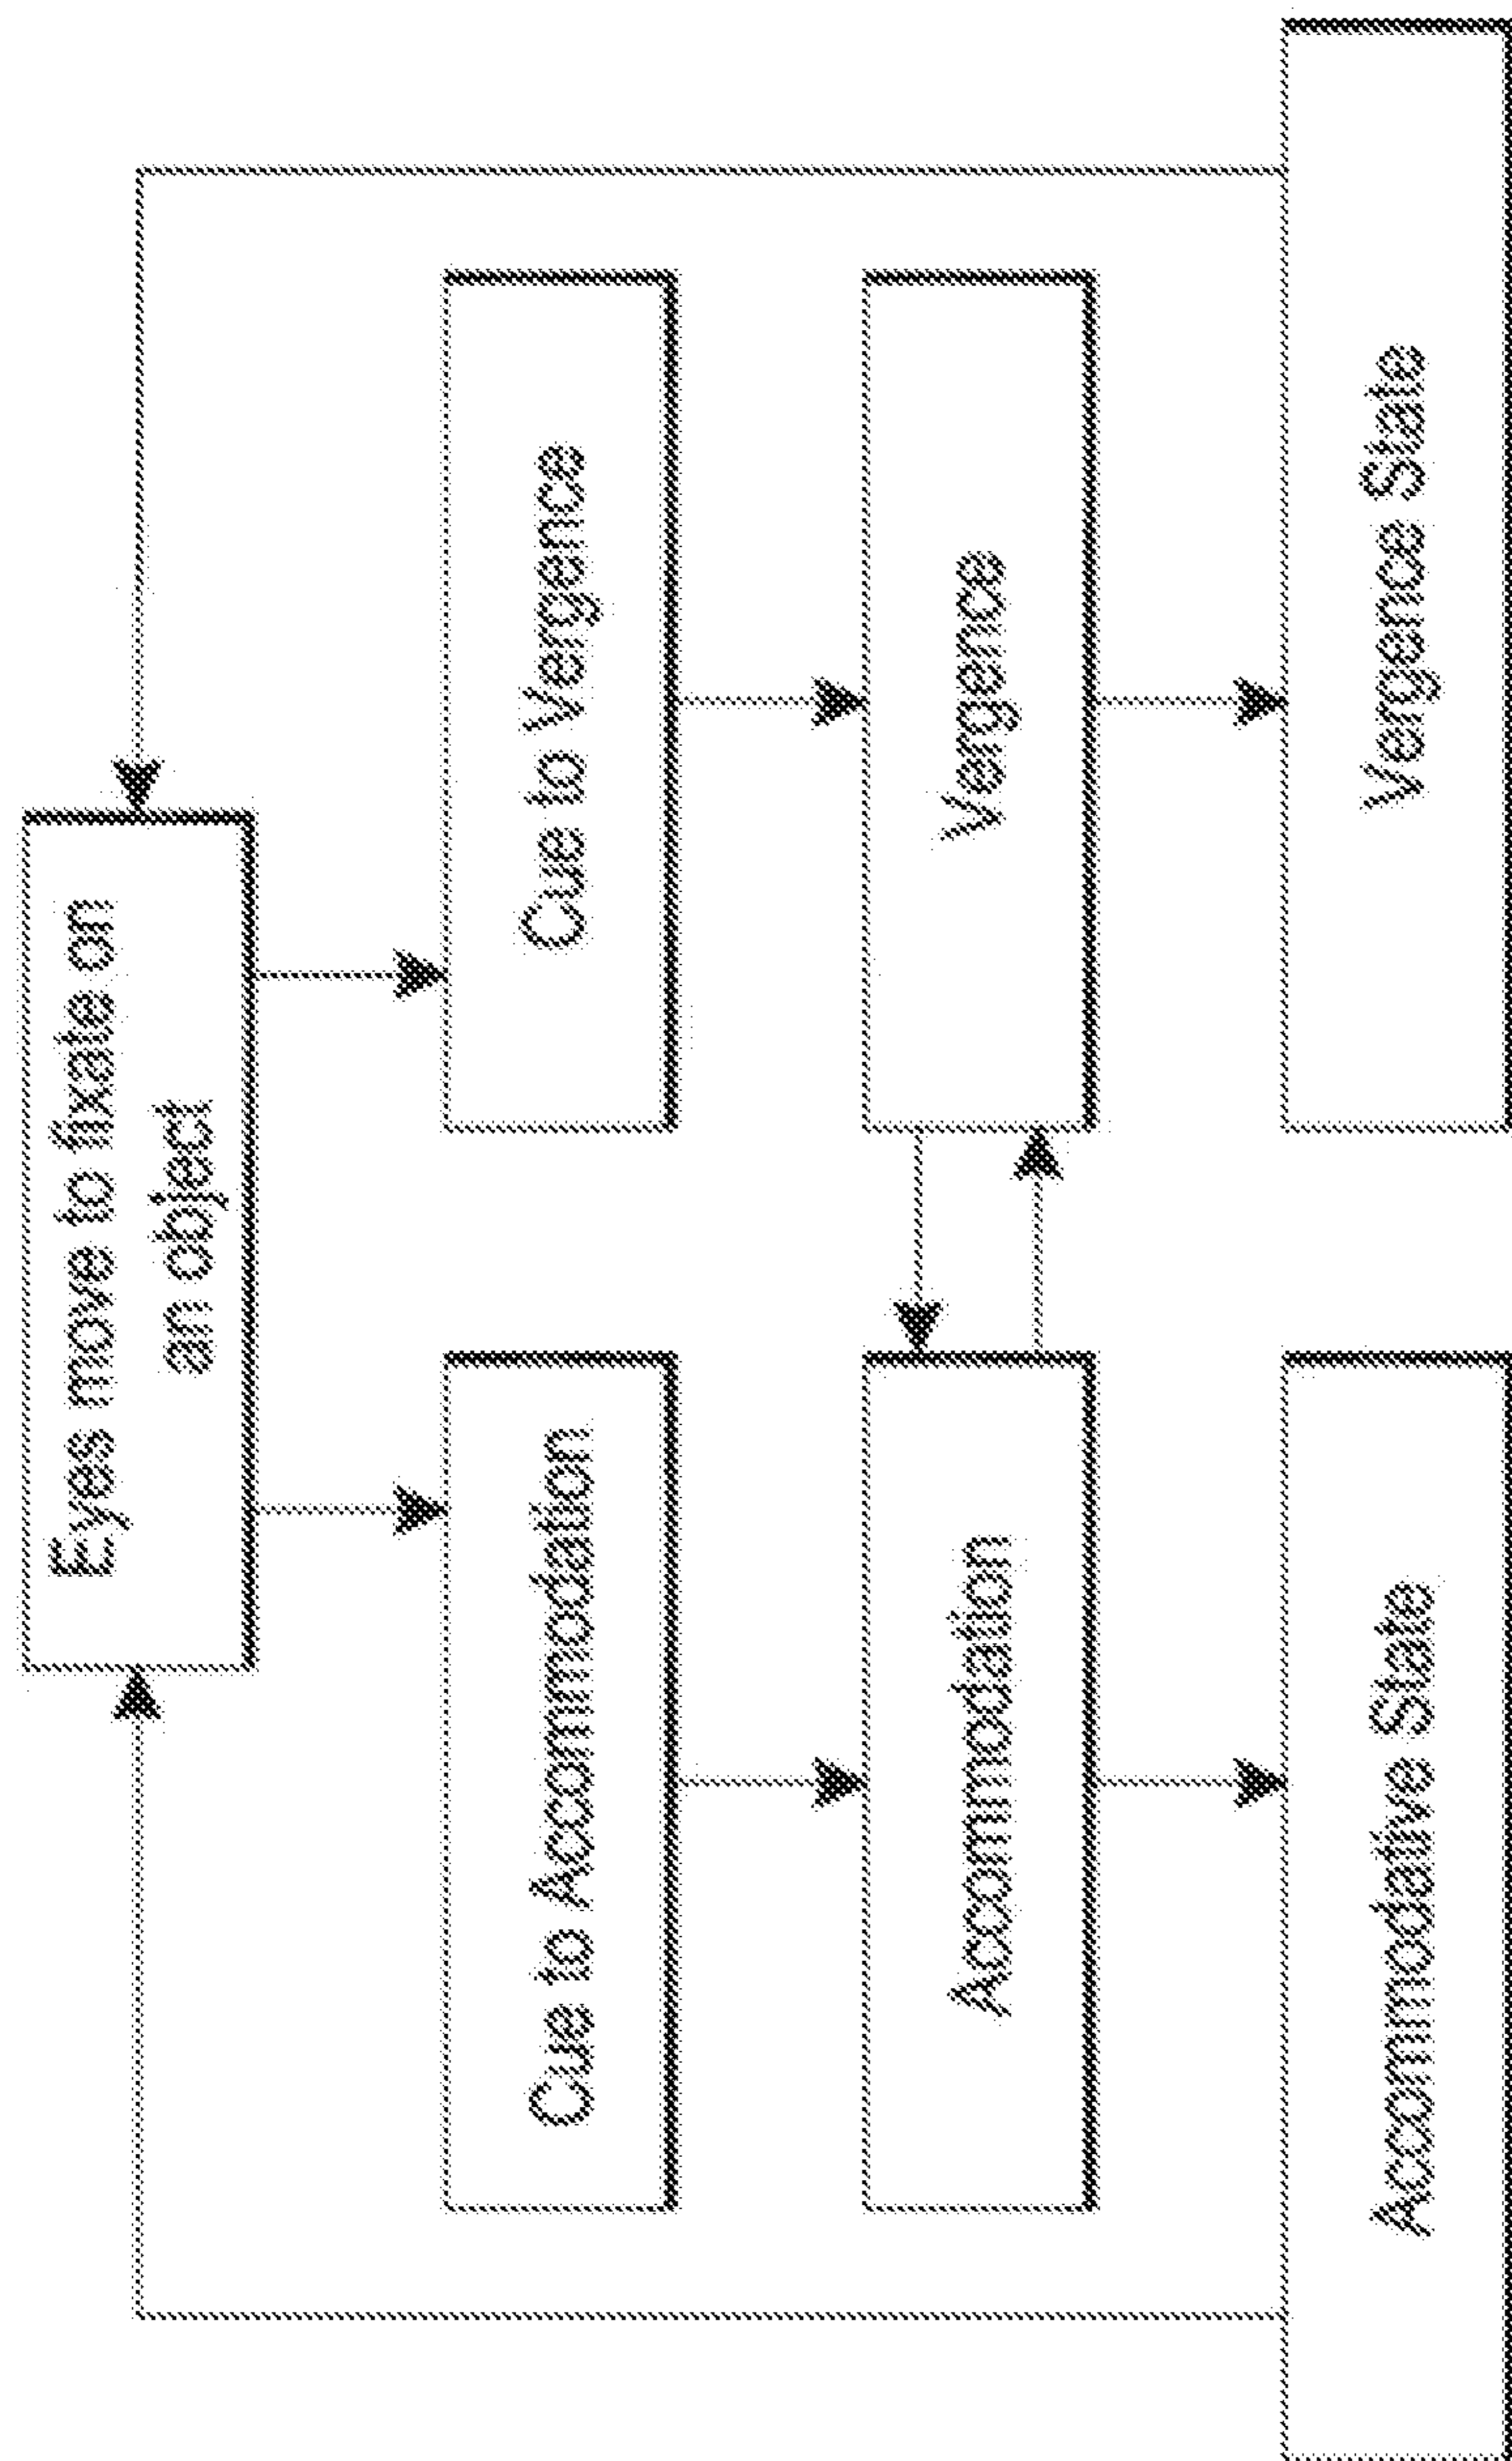 Eyes move to fixate on
an object
Cue to Accommodation
Cue to Vergence
Accommodation
Vergence
Accommodative State
Vergence State